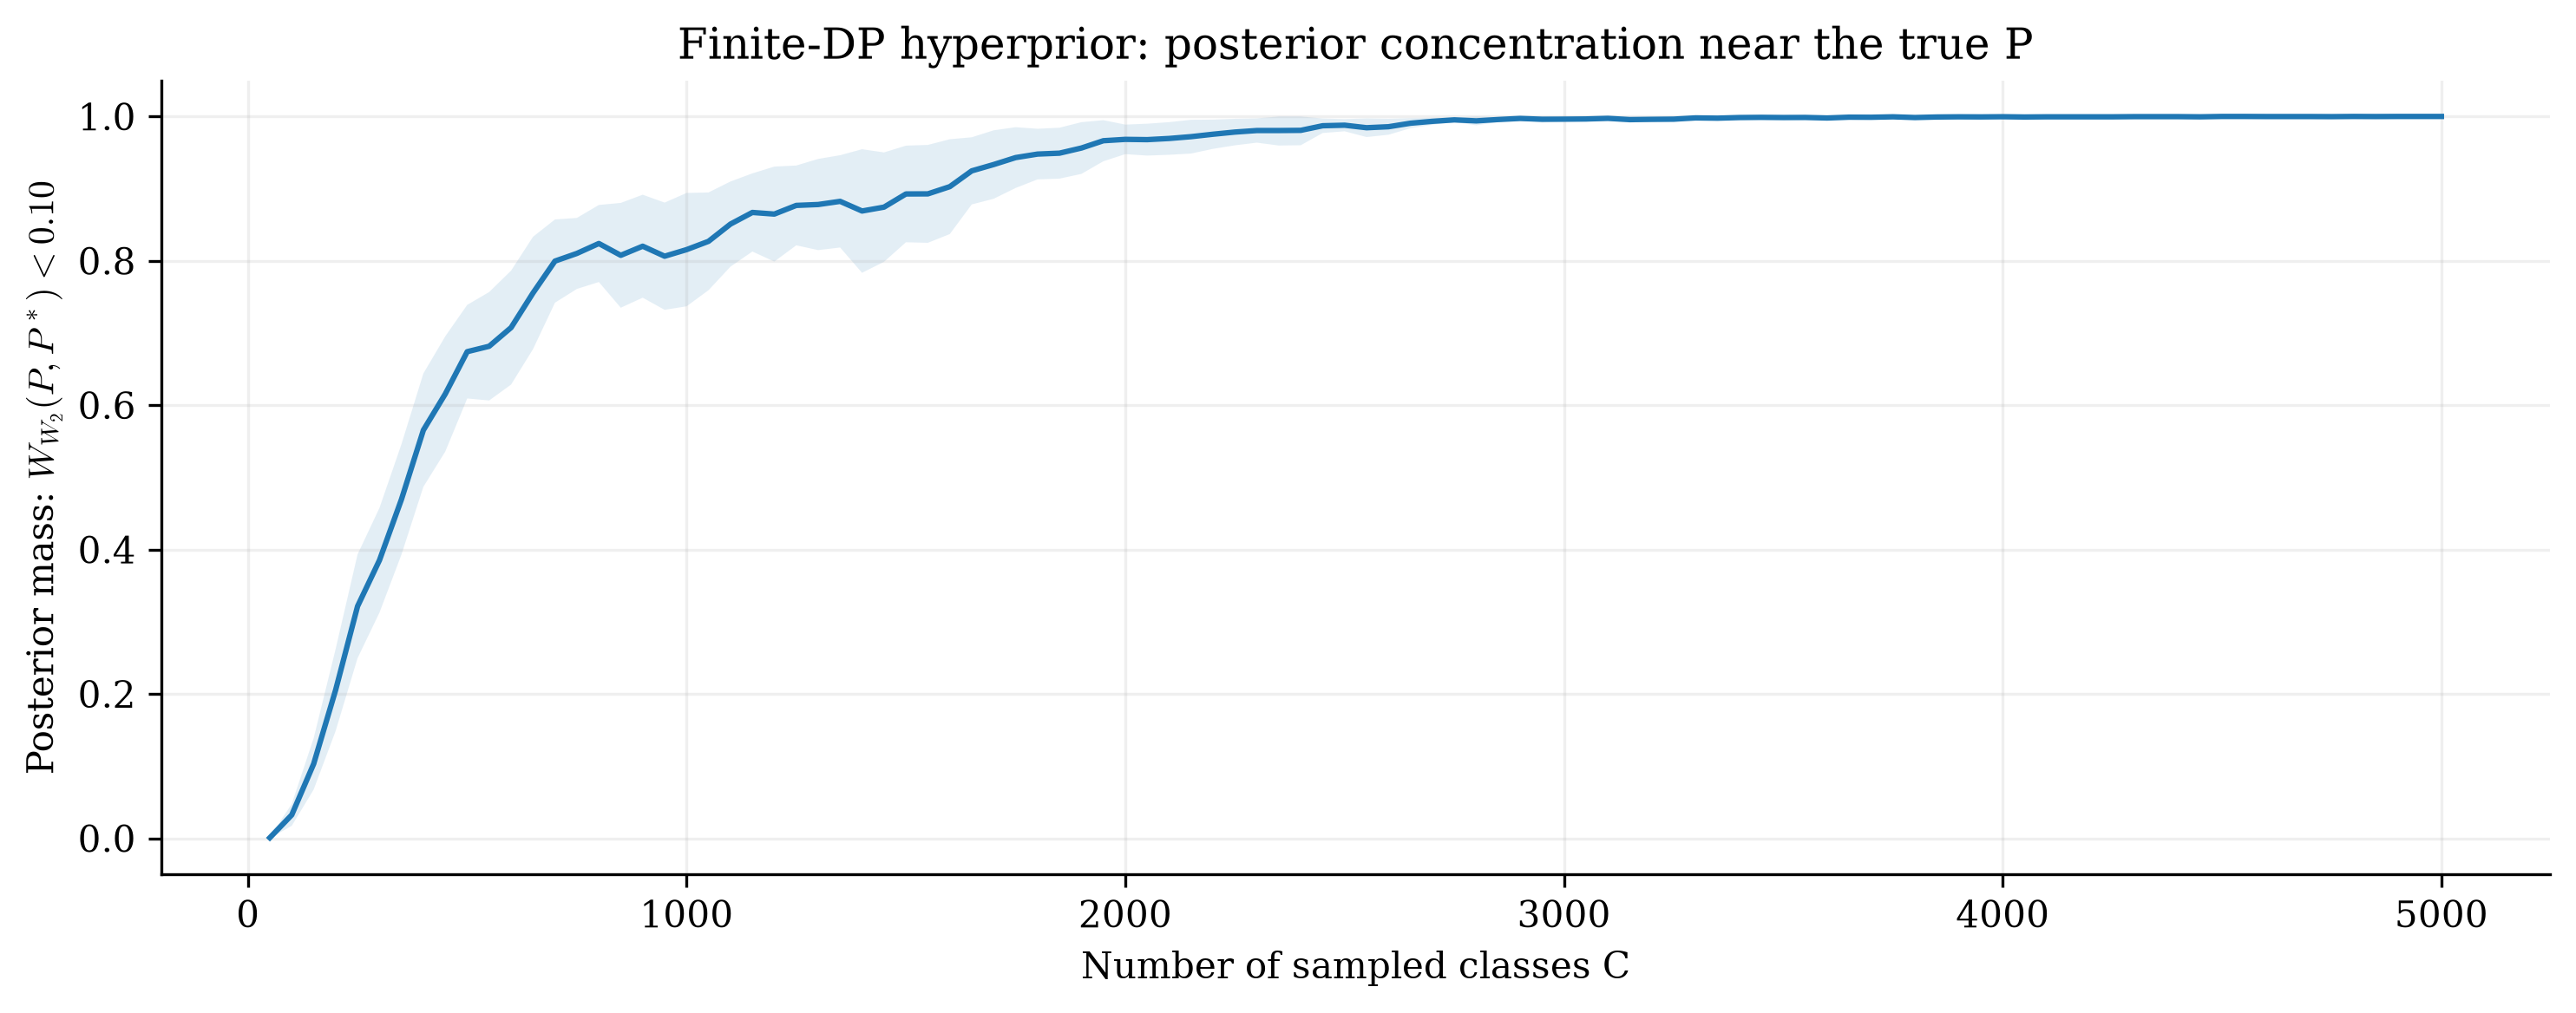 Finite-DP hyperprior: posterior concentration near the true P
Posterior mass: W_{W_2}(P, P*) < 0.10
1.0
0.8
0.6
0.4
0.2
0.0
0 1000 2000 3000 4000 5000
Number of sampled classes C